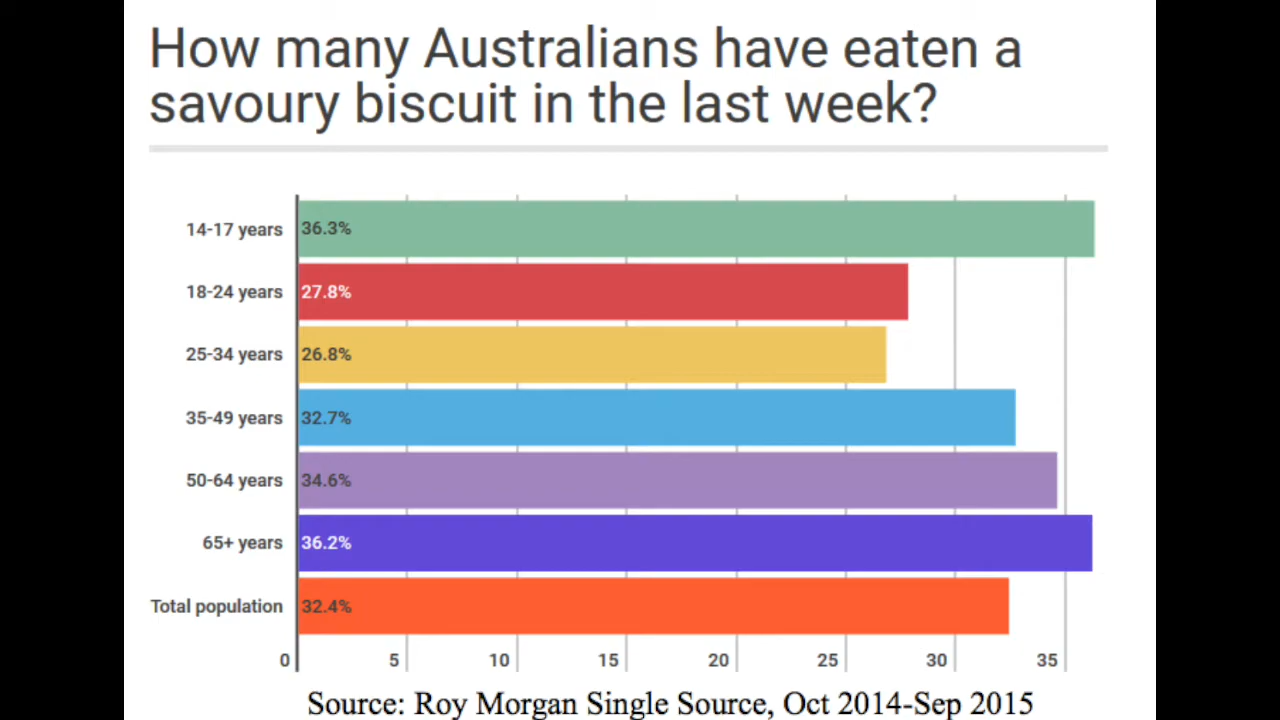 How many Australians have eaten a
savoury biscuit in the last week?
14-17 years 36.3%
18-24 years 27.8%
25-34 years 26.8%
35-49 years 32.7%
50-64 years 34.6%
65+ years 36.2%
Total population 32.4%
0 5 10 15 20 25 30 35
Source: Roy Morgan Single Source, Oct 2014-Sep 2015